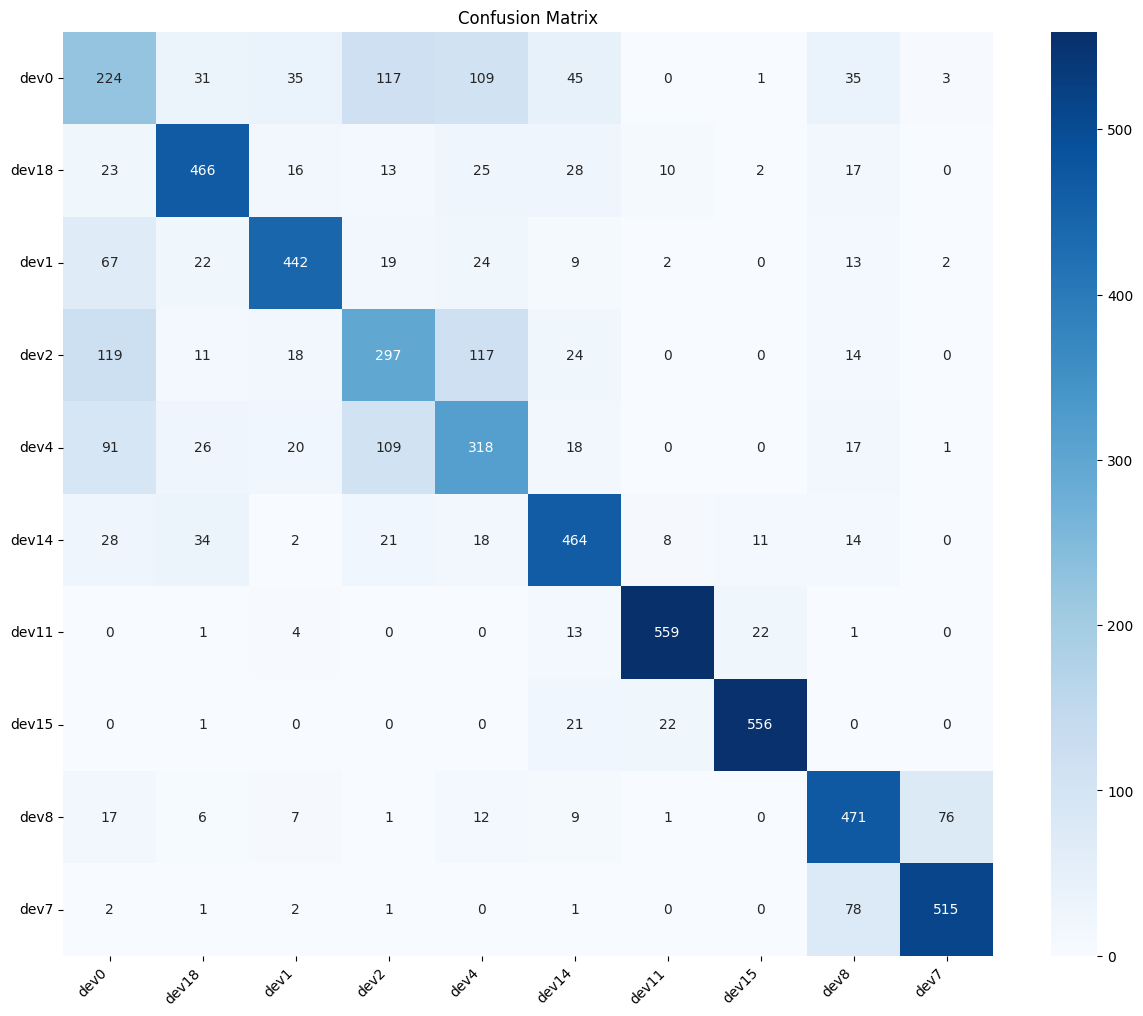 Confusion Matrix
dev0 224 31 35 117 109 45 0 1 35 3
dev18 23 466 16 13 25 28 10 2 17 0
dev1 67 22 442 19 24 9 2 0 13 2
dev2 119 11 18 297 117 24 0 0 14 0
dev4 91 26 20 109 318 18 0 0 17 1
dev14 28 34 2 21 18 464 8 11 14 0
dev11 0 1 4 0 0 13 559 22 1 0
dev15 0 1 0 0 0 21 22 556 0 0
dev8 17 6 7 1 12 9 1 0 471 76
dev7 2 1 2 1 0 1 0 0 78 515
dev0 dev18 dev1 dev2 dev4 dev14 dev11 dev15 dev8 dev7
500
400
300
200
100
0